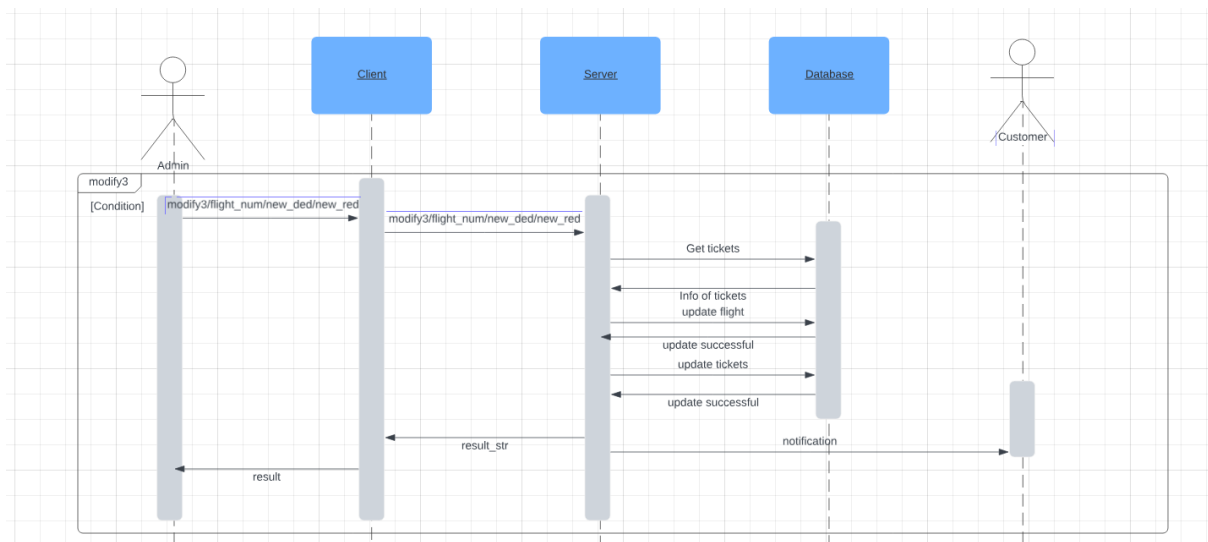 Client
Server
Database
Customer
Admin
modify3
[Condition]
modify3/flight_num/new_ded/new_red
modify3/flight_num/new_ded/new_red
Get tickets
Info of tickets
update flight
update successful
update tickets
update successful
notification
result_str
result